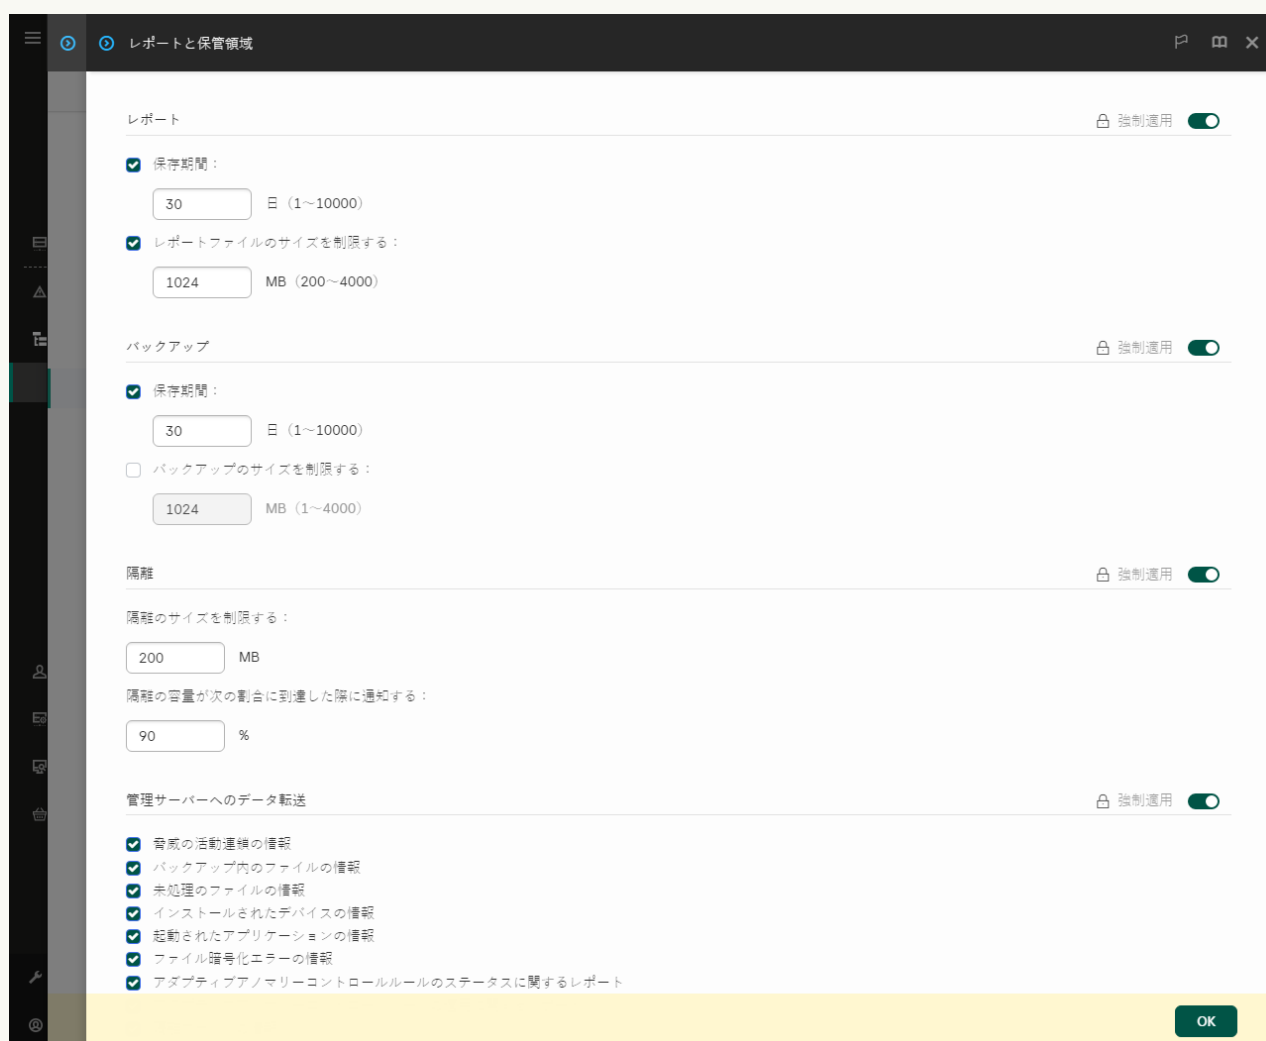 レポートと保管領域
レポート
強制適用
保存期間：
30 日（1～10000）
レポートファイルのサイズを制限する：
1024 MB（200～4000）
バックアップ
強制適用
保存期間：
30 日（1～10000）
バックアップのサイズを制限する：
1024 MB（1～4000）
隔離
強制適用
隔離のサイズを制限する：
200 MB
隔離の容量が次の割合に到達した際に通知する：
90 %
管理サーバーへのデータ転送
強制適用
脅威の活動連鎖の情報
バックアップ内のファイルの情報
未処理のファイルの情報
インストールされたデバイスの情報
起動されたアプリケーションの情報
ファイル暗号化エラーの情報
アダプティブアノマリーコントロールルールのステータスに関するレポート
OK